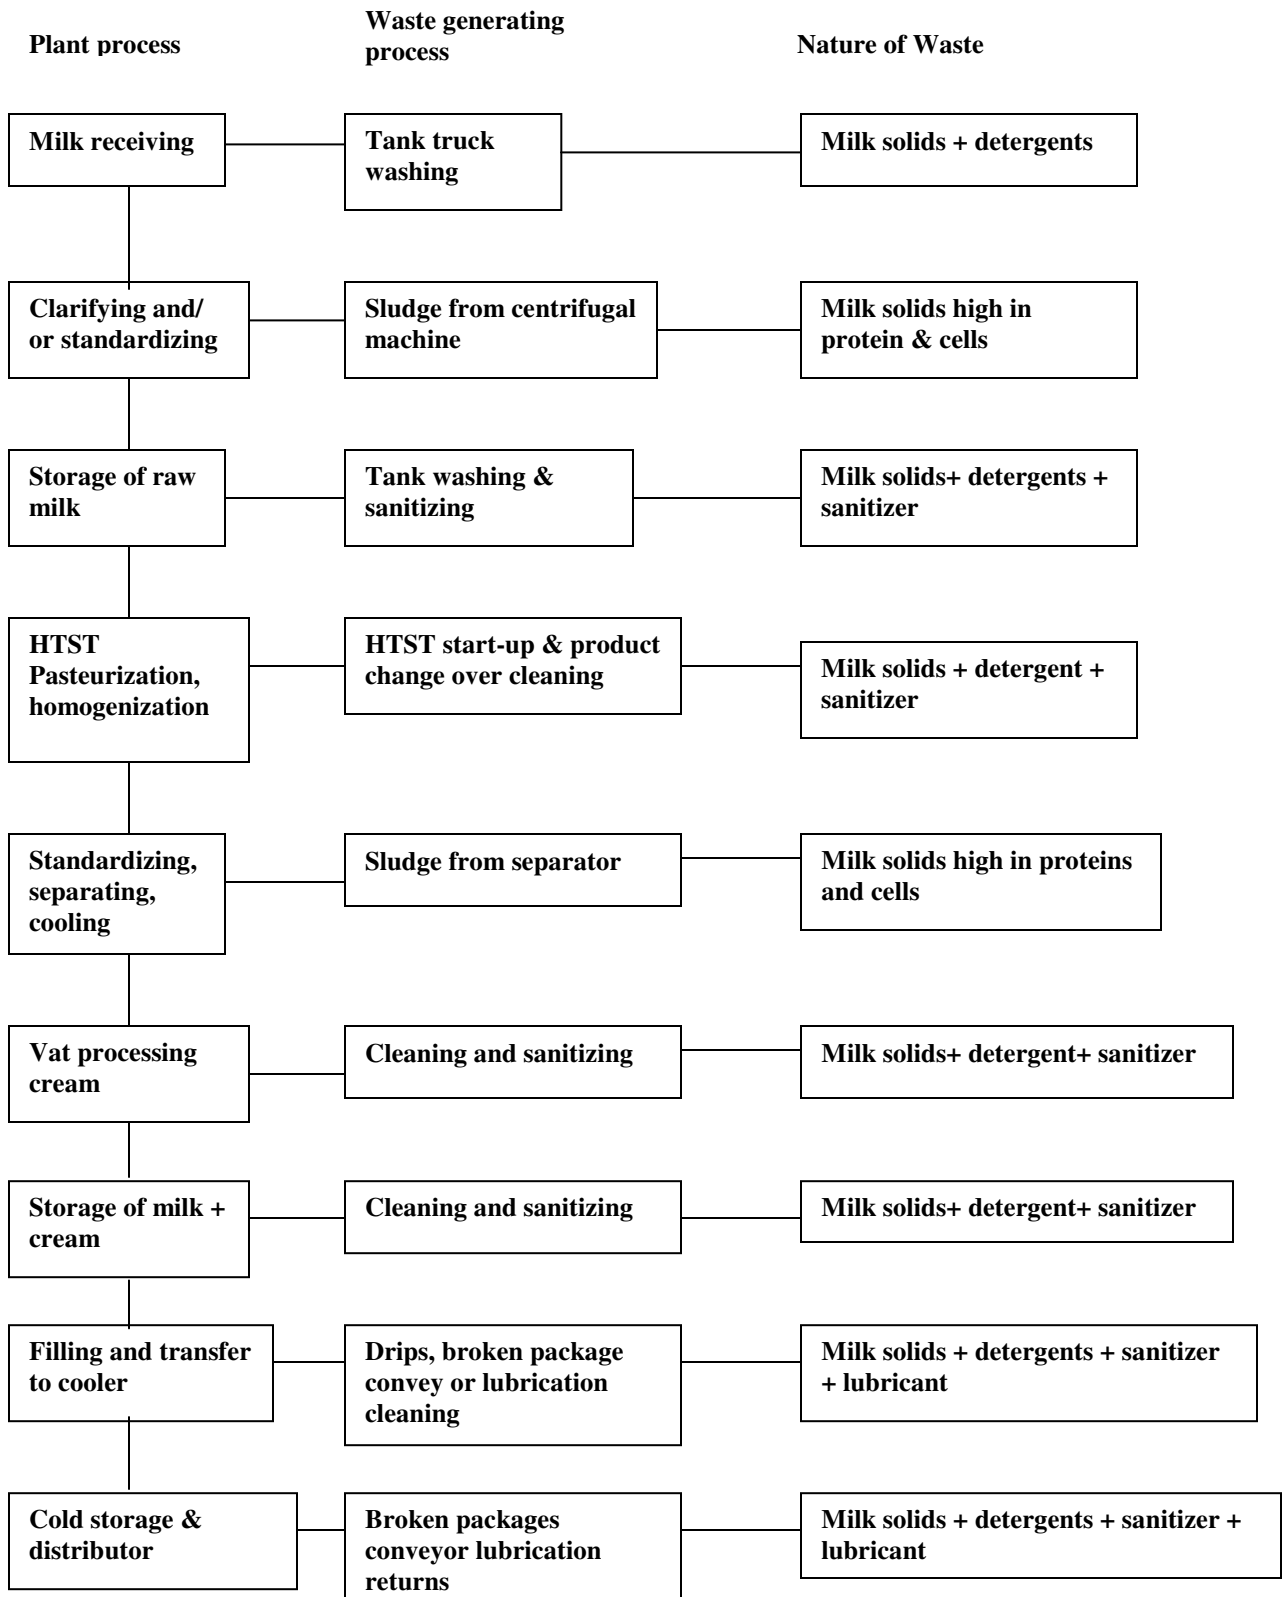 Plant process
Waste generating
process
Nature of Waste
Milk receiving
Tank truck
washing
Milk solids + detergents
Clarifying and/
or standardizing
Sludge from centrifugal
machine
Milk solids high in
protein & cells
Storage of raw
milk
Tank washing &
sanitizing
Milk solids+ detergents +
sanitizer
HTST
Pasteurization,
homogenization
HTST start-up & product
change over cleaning
Milk solids + detergent +
sanitizer
Standardizing,
separating,
cooling
Sludge from separator
Milk solids high in proteins
and cells
Vat processing
cream
Cleaning and sanitizing
Milk solids+ detergent+ sanitizer
Storage of milk +
cream
Cleaning and sanitizing
Milk solids+ detergent+ sanitizer
Filling and transfer
to cooler
Drips, broken package
convey or lubrication
cleaning
Milk solids + detergents + sanitizer
+ lubricant
Cold storage &
distributor
Broken packages
conveyor lubrication
returns
Milk solids + detergents + sanitizer +
lubricant